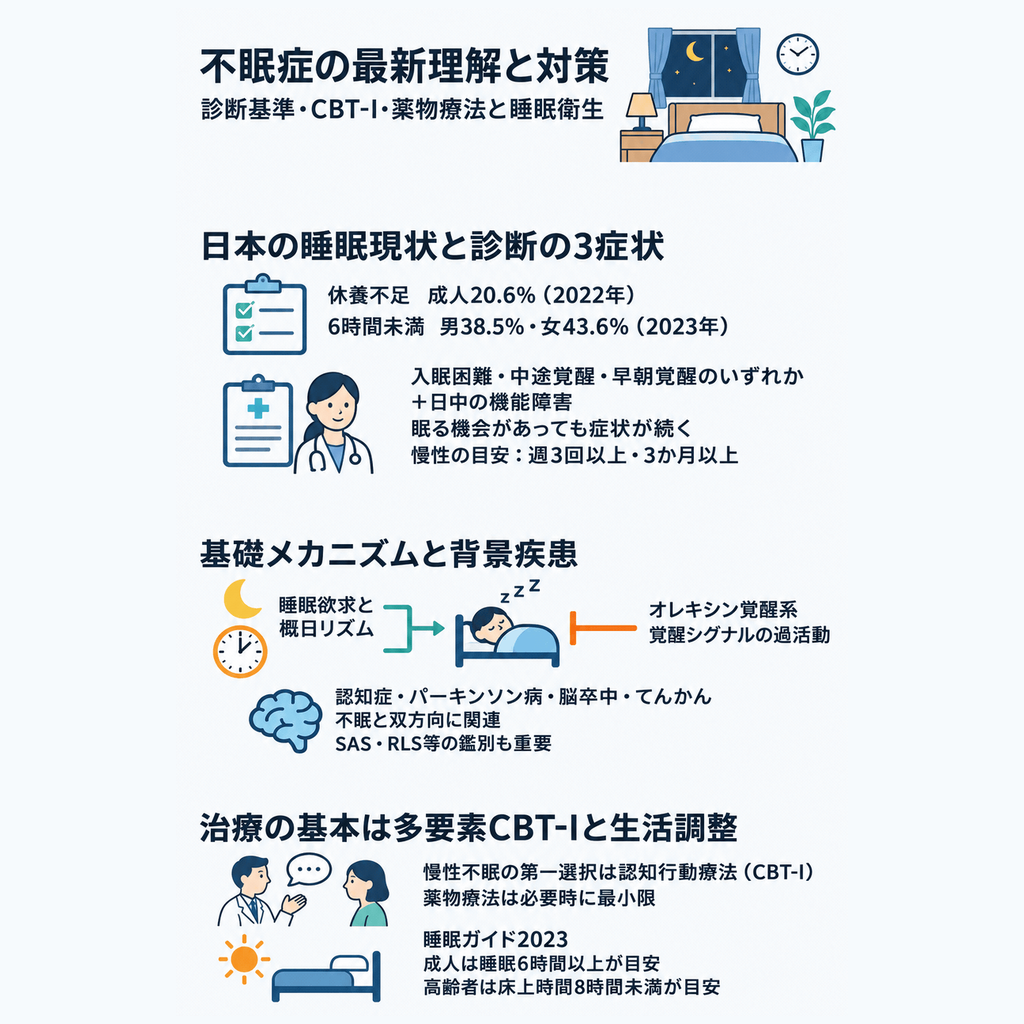 不眠症の最新理解と対策
診断基準・CBT-I・薬物療法と睡眠衛生
日本の睡眠現状と診断の3症状
休養不足 成人20.6%（2022年）
6時間未満 男38.5%・女43.6%（2023年）
入眠困難・中途覚醒・早朝覚醒のいずれか
＋日中の機能障害
眠る機会があっても症状が続く
慢性の目安：週3回以上・3か月以上
基礎メカニズムと背景疾患
睡眠欲求と
概日リズム
z z Z
オレキシン覚醒系
覚醒シグナルの過活動
認知症・パーキンソン病・脳卒中・てんかん
不眠と双方向に関連
SAS・RLS等の鑑別も重要
治療の基本は多要素CBT-Iと生活調整
慢性不眠の第一選択は認知行動療法（CBT-I）
薬物療法は必要時に最小限
睡眠ガイド2023
成人は睡眠6時間以上が目安
高齢者は床上時間8時間未満が目安